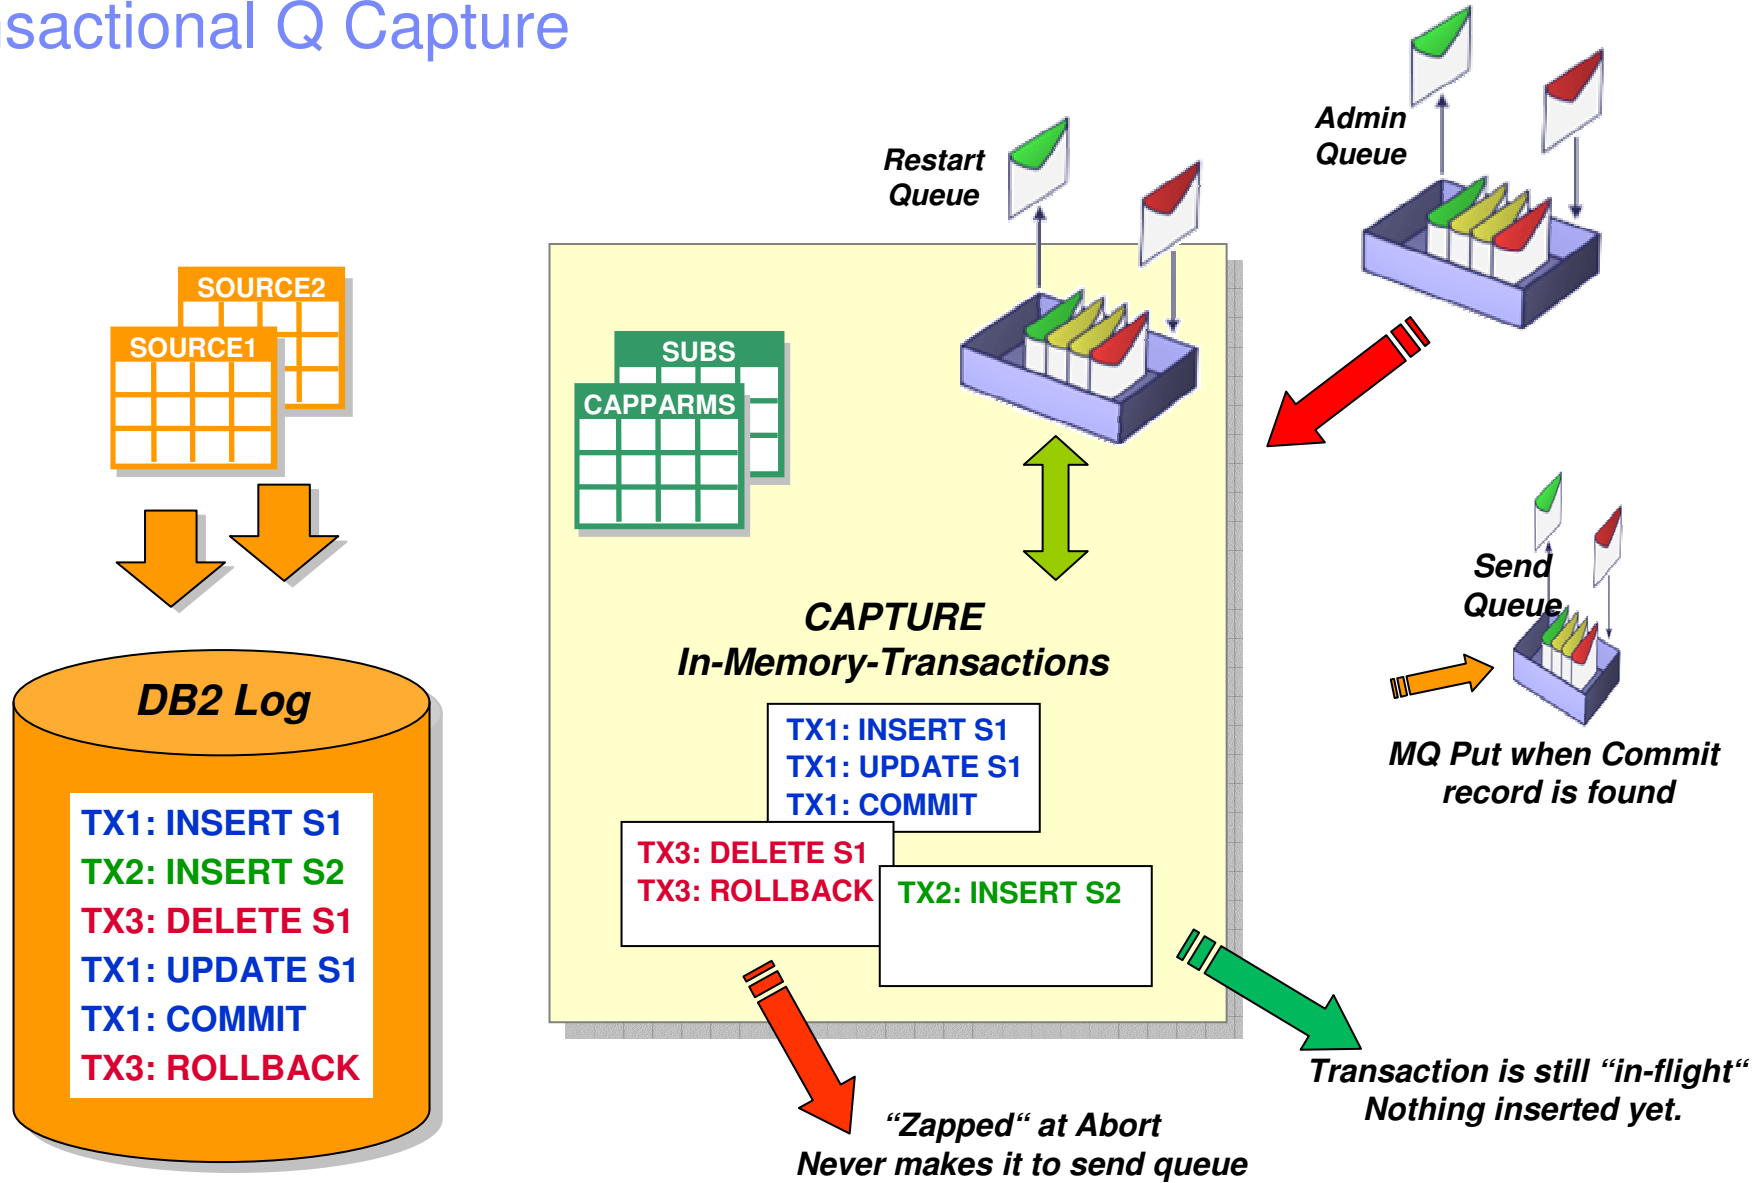 nsactional Q Capture
Admin
Queue
Restart
Queue
SOURCE2
SOURCE1
SUBS
CAPPARMS
Send
Queue
CAPTURE
In-Memory-Transactions
DB2 Log
MQ Put when Commit
record is found
TX1: INSERT S1
TX1: UPDATE S1
TX1: COMMIT
TX1: INSERT S1
TX2: INSERT S2
TX3: DELETE S1
TX1: UPDATE S1
TX1: COMMIT
TX3: ROLLBACK
TX3: DELETE S1
TX3: ROLLBACK
TX2: INSERT S2
Transaction is still “in-flight“
Nothing inserted yet.
“Zapped“ at Abort
Never makes it to send queue